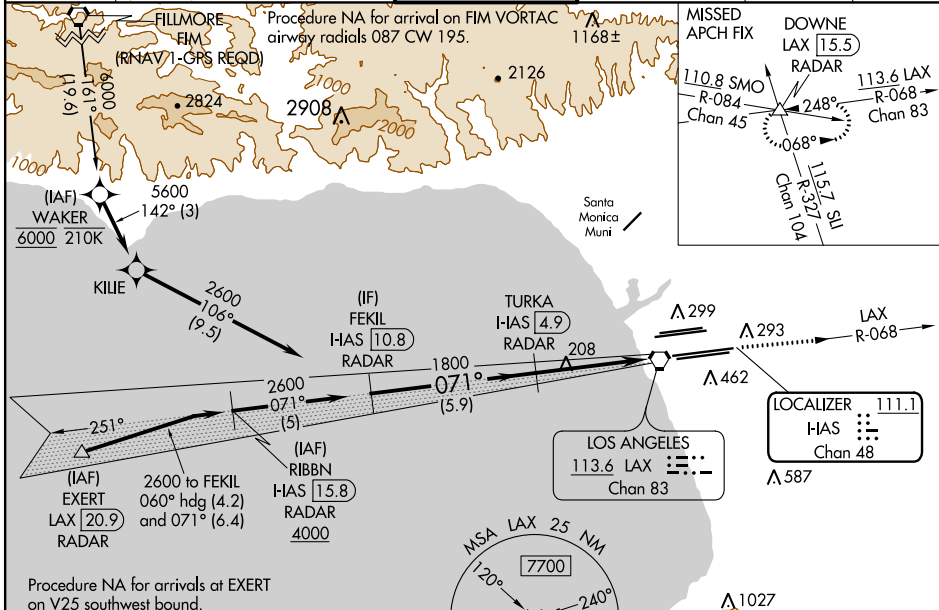 FILLMORE
FIM
(RNAV 1-GPS REQD)
Procedure NA for arrival on FIM VORTAC
airway radials 087 CW 195.
1168±
2126
2824
2908
1000
2000
1000
1000
6000
161°
(19.6)
(IAF)
WAKER
6000 210K
5600
142° (3)
KILIE
2600
106°
(9.5)
Santa
Monica
Muni
MISSED
APCH FIX
DOWNE
LAX 15.5
RADAR
110.8 SMO
R-084
Chan 45
113.6 LAX
R-068
Chan 83
248°
068°
115.7 SLI
R-327
Chan 104
(IF)
FEKIL
I-IAS 10.8
RADAR
TURKA
I-IAS 4.9
RADAR
208
299
293
462
587
LAX
R-068
2600
071°
(5)
1800
071°
(5.9)
251°
(IAF)
EXERT
LAX 20.9
RADAR
2600 to FEKIL
060° hdg (4.2)
and 071° (6.4)
(IAF)
RIBBN
I-IAS 15.8
RADAR
4000
LOS ANGELES
113.6 LAX
Chan 83
LOCALIZER 111.1
I-IAS
Chan 48
MSA LAX 25 NM
7700
120°
240°
1027
Procedure NA for arrivals at EXERT
on V25 southwest bound.